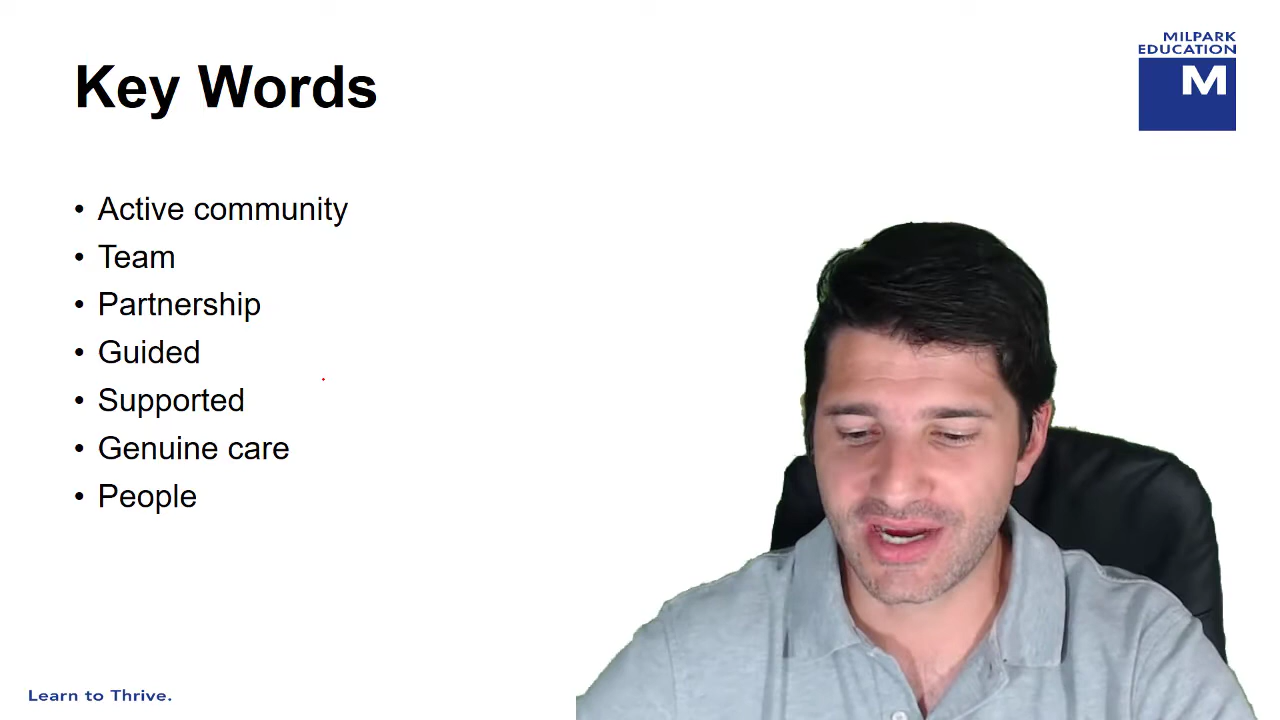 MILPARK
EDUCATION
M
Key Words
• Active community
• Team
• Partnership
• Guided
• Supported
• Genuine care
• People
Learn to Thrive.